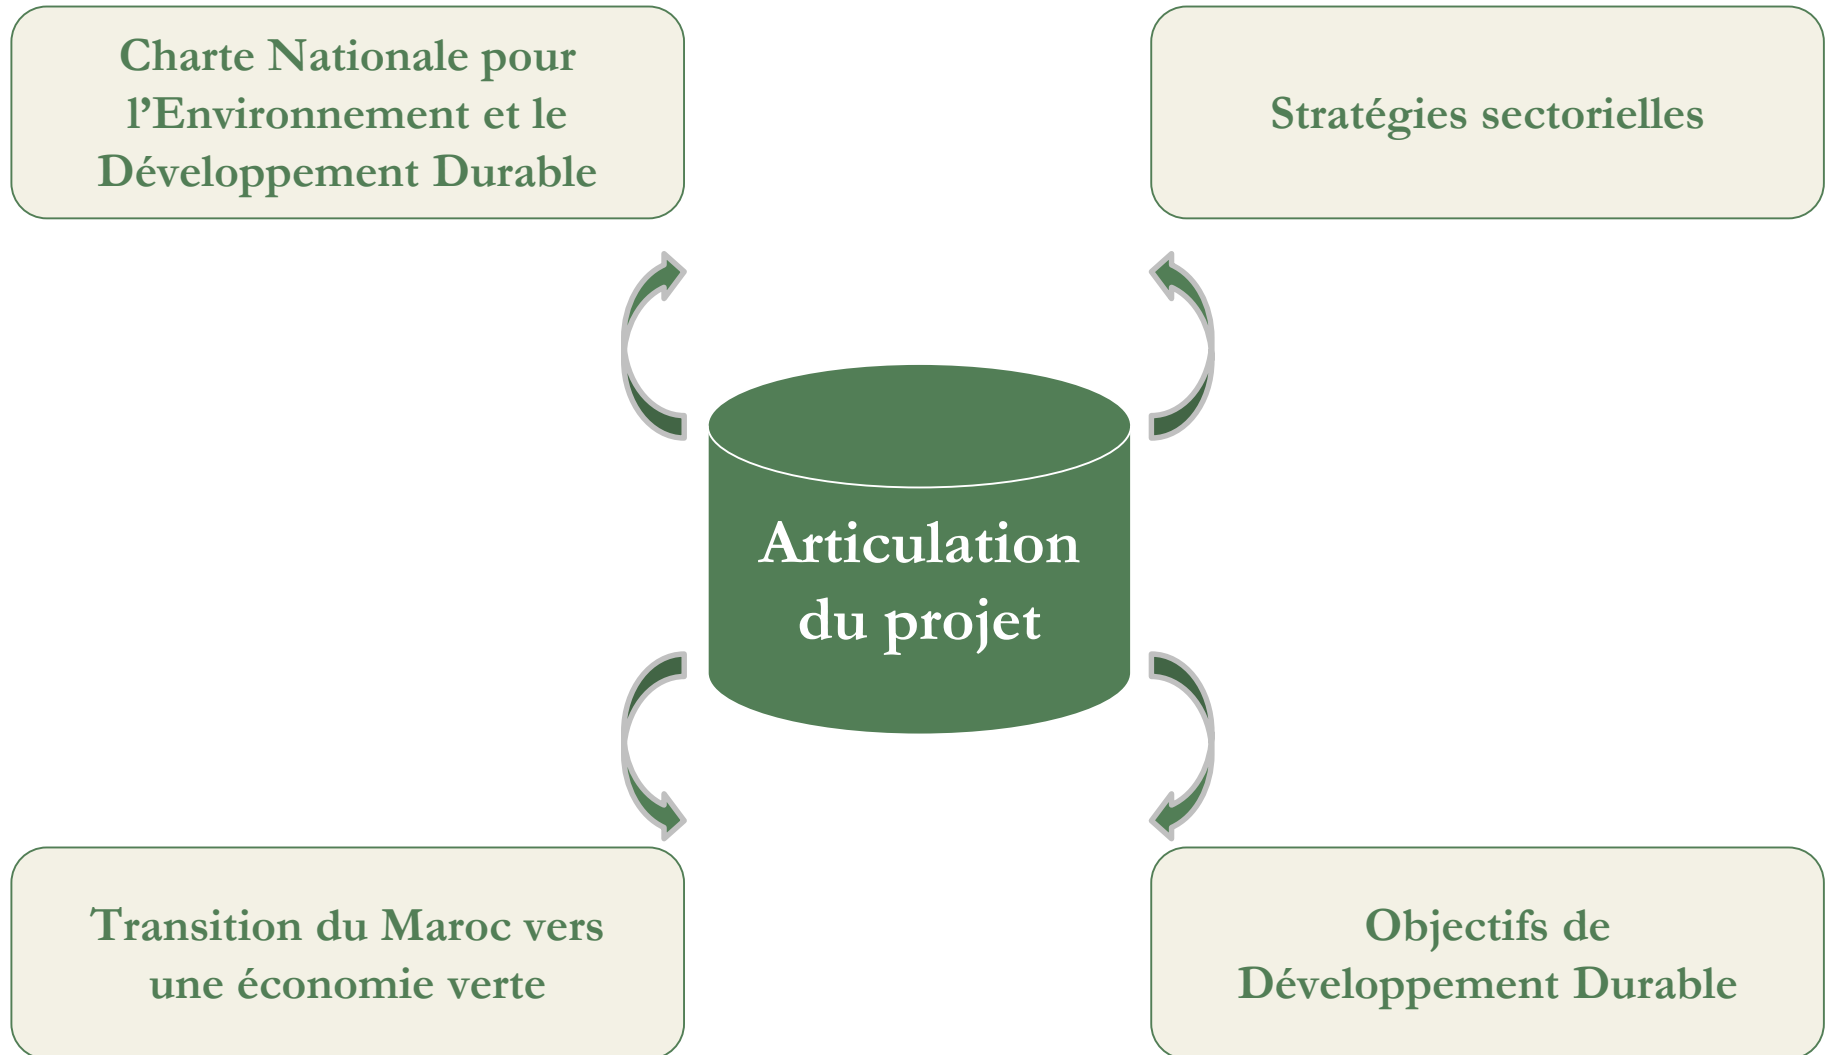 Charte Nationale pour
l’Environnement et le
Développement Durable
Stratégies sectorielles
Articulation
du projet
Transition du Maroc vers
une économie verte
Objectifs de
Développement Durable